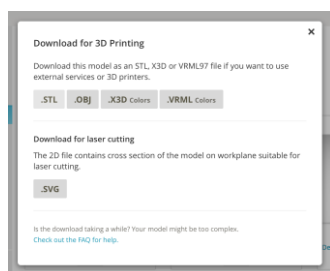 Download for 3D Printing
Download this model as an STL, X3D or VRML97 file if you want to use
external services or 3D printers.
.STL .OBJ .X3D Colors .VRML Colors
Download for laser cutting
The 2D file contains cross section of the model on workplane suitable for
laser cutting.
.SVG
Is the download taking a while? Your model might be too complex.
Check out the FAQ for help.